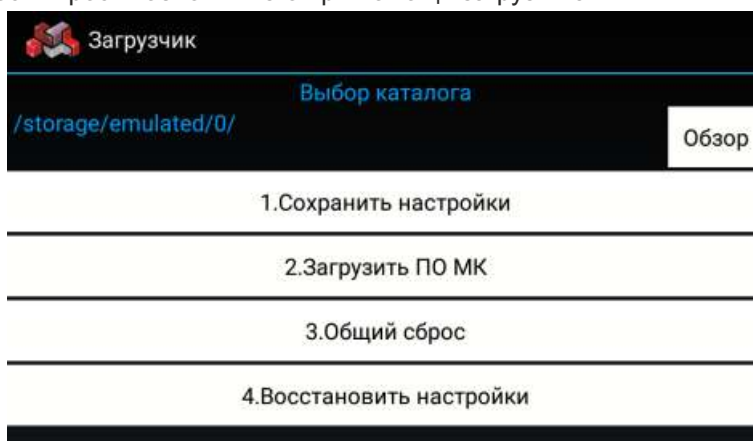 Загрузчик
Выбор каталога
/storage/emulated/0/
Обзор
1.Сохранить настройки
2.Загрузить ПО МК
3.Общий сброс
4.Восстановить настройки